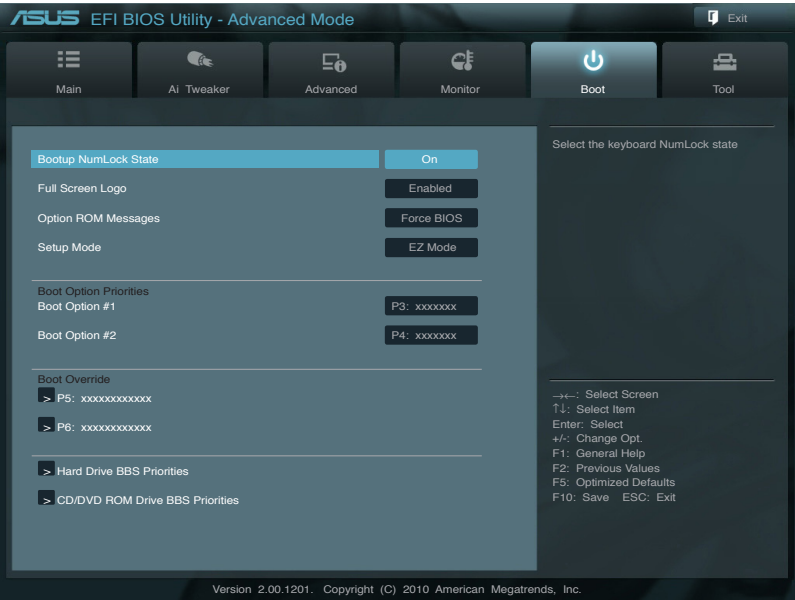 ASUS EFI BIOS Utility - Advanced Mode
Exit
Main
Ai Tweaker
Advanced
Monitor
Boot
Tool
Bootup NumLock State On
Full Screen Logo Enabled
Option ROM Messages Force BIOS
Setup Mode EZ Mode
Boot Option Priorities
Boot Option #1 P3: xxxxxxx
Boot Option #2 P4: xxxxxxx
Boot Override
> P5: xxxxxxxxxxxx
> P6: xxxxxxxxxxxx
> Hard Drive BBS Priorities
> CD/DVD ROM Drive BBS Priorities
Select the keyboard NumLock state
→←: Select Screen
↑↓: Select Item
Enter: Select
+/-: Change Opt.
F1: General Help
F2: Previous Values
F5: Optimized Defaults
F10: Save ESC: Exit
Version 2.00.1201. Copyright (C) 2010 American Megatrends, Inc.